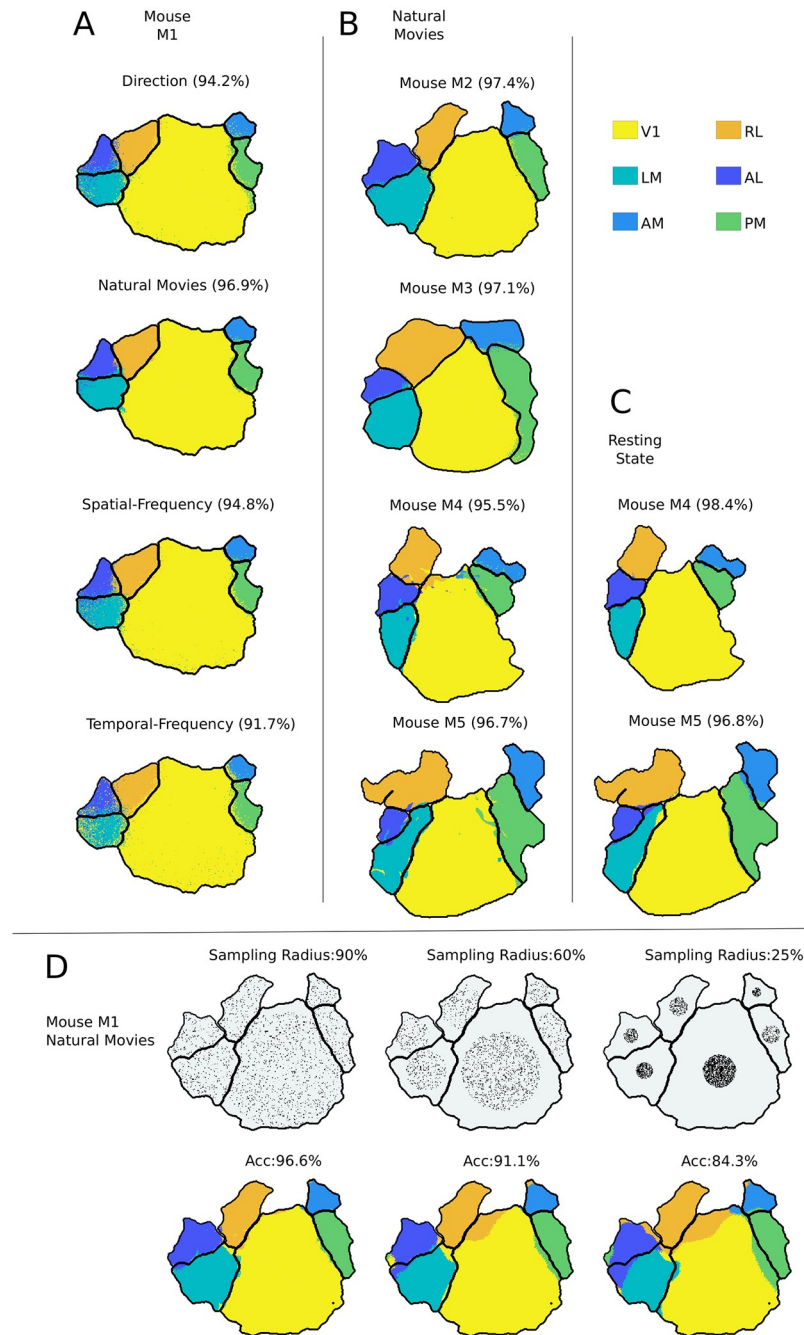 A
Mouse
M1
Direction (94.2%)
Natural Movies (96.9%)
Spatial-Frequency (94.8%)
Temporal-Frequency (91.7%)
B
Natural
Movies
Mouse M2 (97.4%)
Mouse M3 (97.1%)
Mouse M4 (95.5%)
Mouse M5 (96.7%)
V1
RL
LM
AL
AM
PM
C
Resting
State
Mouse M4 (98.4%)
Mouse M5 (96.8%)
D
Mouse M1
Natural Movies
Sampling Radius:90%
Sampling Radius:60%
Sampling Radius:25%
Acc:96.6%
Acc:91.1%
Acc:84.3%